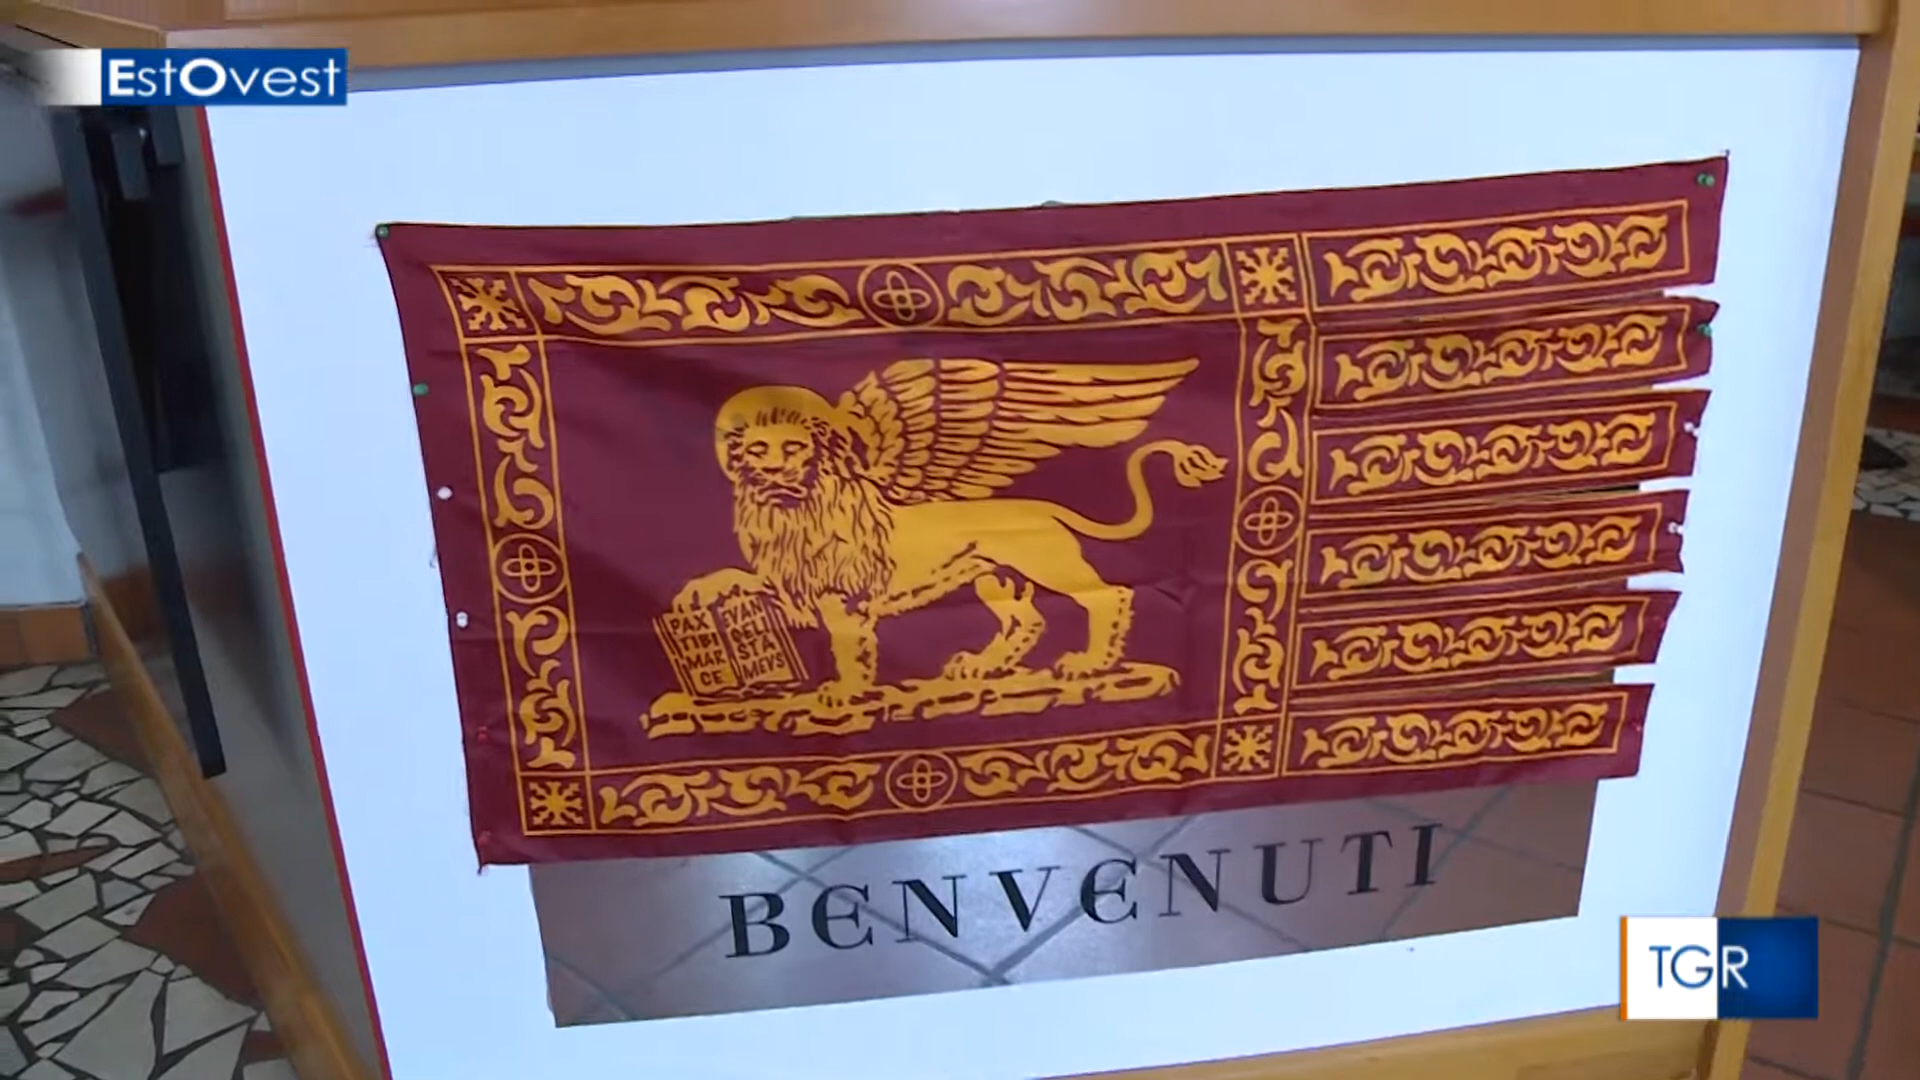 EstOvest
PAX
TIBI
MAR
CE
EVAN
GELI
STA
MEVS
BENVENUTI
TGR